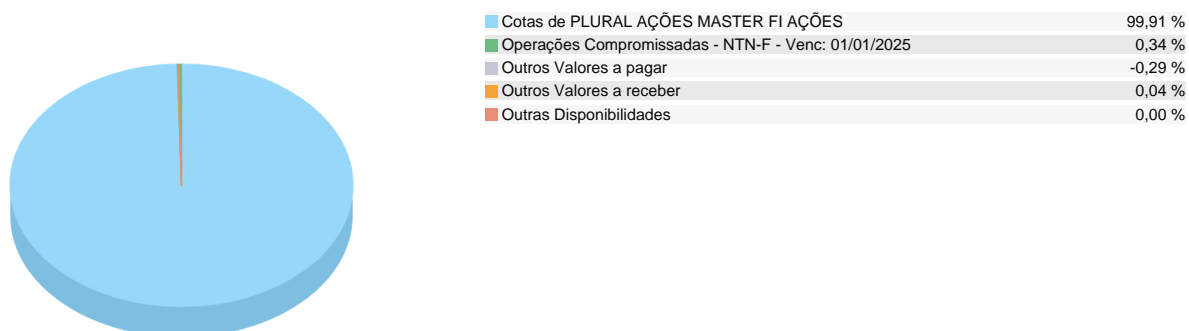 Cotas de PLURAL AÇÕES MASTER FI AÇÕES 99,91 %
Operações Compromissadas - NTN-F - Venc: 01/01/2025 0,34 %
Outros Valores a pagar -0,29 %
Outros Valores a receber 0,04 %
Outras Disponibilidades 0,00 %